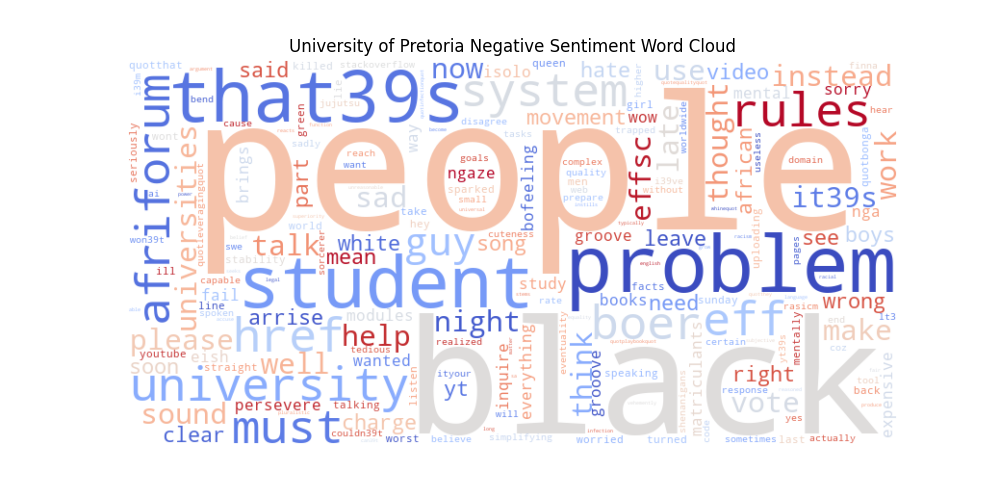 University of Pretoria Negative Sentiment Word Cloud
quotthat killed stackoverflow now queen higher finna
i39m said lie isolo hate use video instead
that39s system mental sorry
bend jujutsu movement wow girl rules hear
afriforum cause green way disagree tasks trapped late worldwide thought
seriously wont sadly people african useless quotbonga work
universities brings part reach goals complex domain
want ngaze quality effsc
ai sparked men web i39ve without
quotleveragingquot sad small prepare it39s
world take bofeeling nga
won39t swe hey cuteness groove leave uploading pages see boys
talk white guy song problem
stability sorcerer mean
ill capable student study facts
fail rate books need sunday rasicm wrong
line spoken arrise modules night boer eff end it3
please href help realized eventuality certain make
youtube eish tedious everything matriculants coz
soon straight well wanted ityour speaking mentally yt39s
university listen yt inquire think grooove right tool
black response back
persevere talking will shenanigans vote yes expensive
sound must charge code
couldn39t
clear worst believe simplifying worried turned sometimes last actually